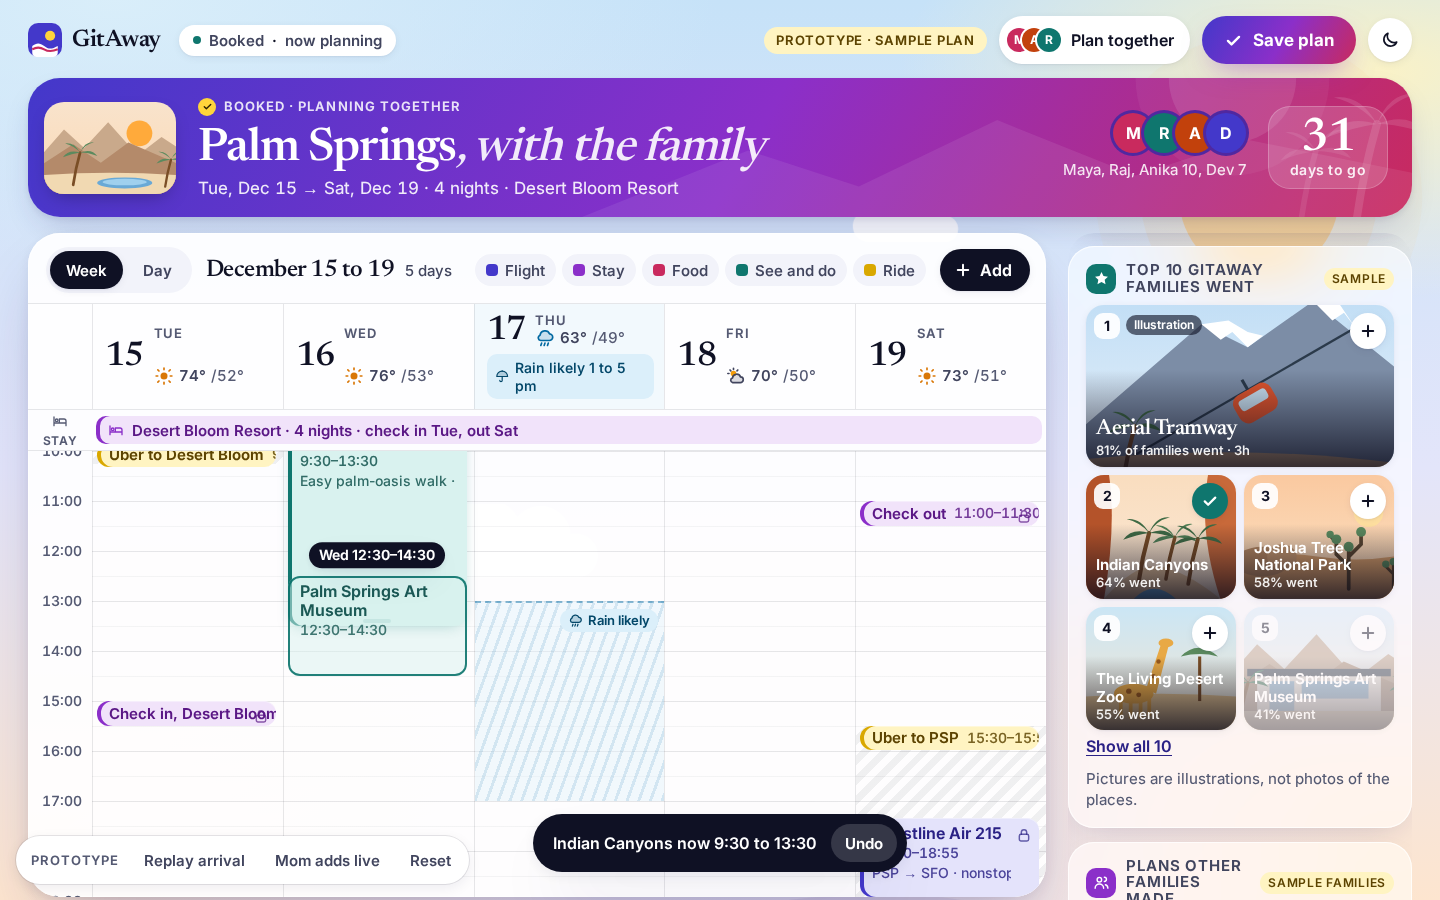 GitAway
Booked · now planning
PROTOTYPE · SAMPLE PLAN
M A R
Plan together
Save plan
BOOKED · PLANNING TOGETHER
Palm Springs, with the family
Tue, Dec 15 → Sat, Dec 19 · 4 nights · Desert Bloom Resort
M R A D
Maya, Raj, Anika 10, Dev 7
31
days to go
Week
Day
December 15 to 19
5 days
Flight
Stay
Food
See and do
Ride
+ Add
15
TUE
74° /52°
16
WED
76° /53°
17
THU
63° /49°
Rain likely 1 to 5
pm
18
FRI
70° /50°
19
SAT
73° /51°
STAY
Desert Bloom Resort · 4 nights · check in Tue, out Sat
10:00
Uber to Desert Bloom
9:30–13:30
Easy palm-oasis walk ·
11:00
Check out 11:00–11:30
12:00
Wed 12:30–14:30
Palm Springs Art
Museum
12:30–14:30
13:00
Rain likely
14:00
15:00
Check in, Desert Bloom
Uber to PSP 15:30–15:
16:00
17:00
stline Air 215
0–18:55
PSP → SFO · nonstop
Indian Canyons now 9:30 to 13:30
Undo
PROTOTYPE
Replay arrival
Mom adds live
Reset
TOP 10 GITAWAY
FAMILIES WENT
SAMPLE
1
Illustration
Aerial Tramway
81% of families went · 3h
2
Indian Canyons
64% went
3
Joshua Tree
National Park
58% went
4
The Living Desert
Zoo
55% went
5
Palm Springs Art
Museum
41% went
Show all 10
Pictures are illustrations, not photos of the
places.
PLANS OTHER
FAMILIES
MADE
SAMPLE FAMILIES